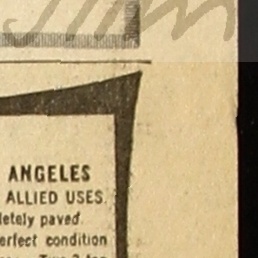 ANGELES
ALLIED USES.
letely paved.
erfect condition